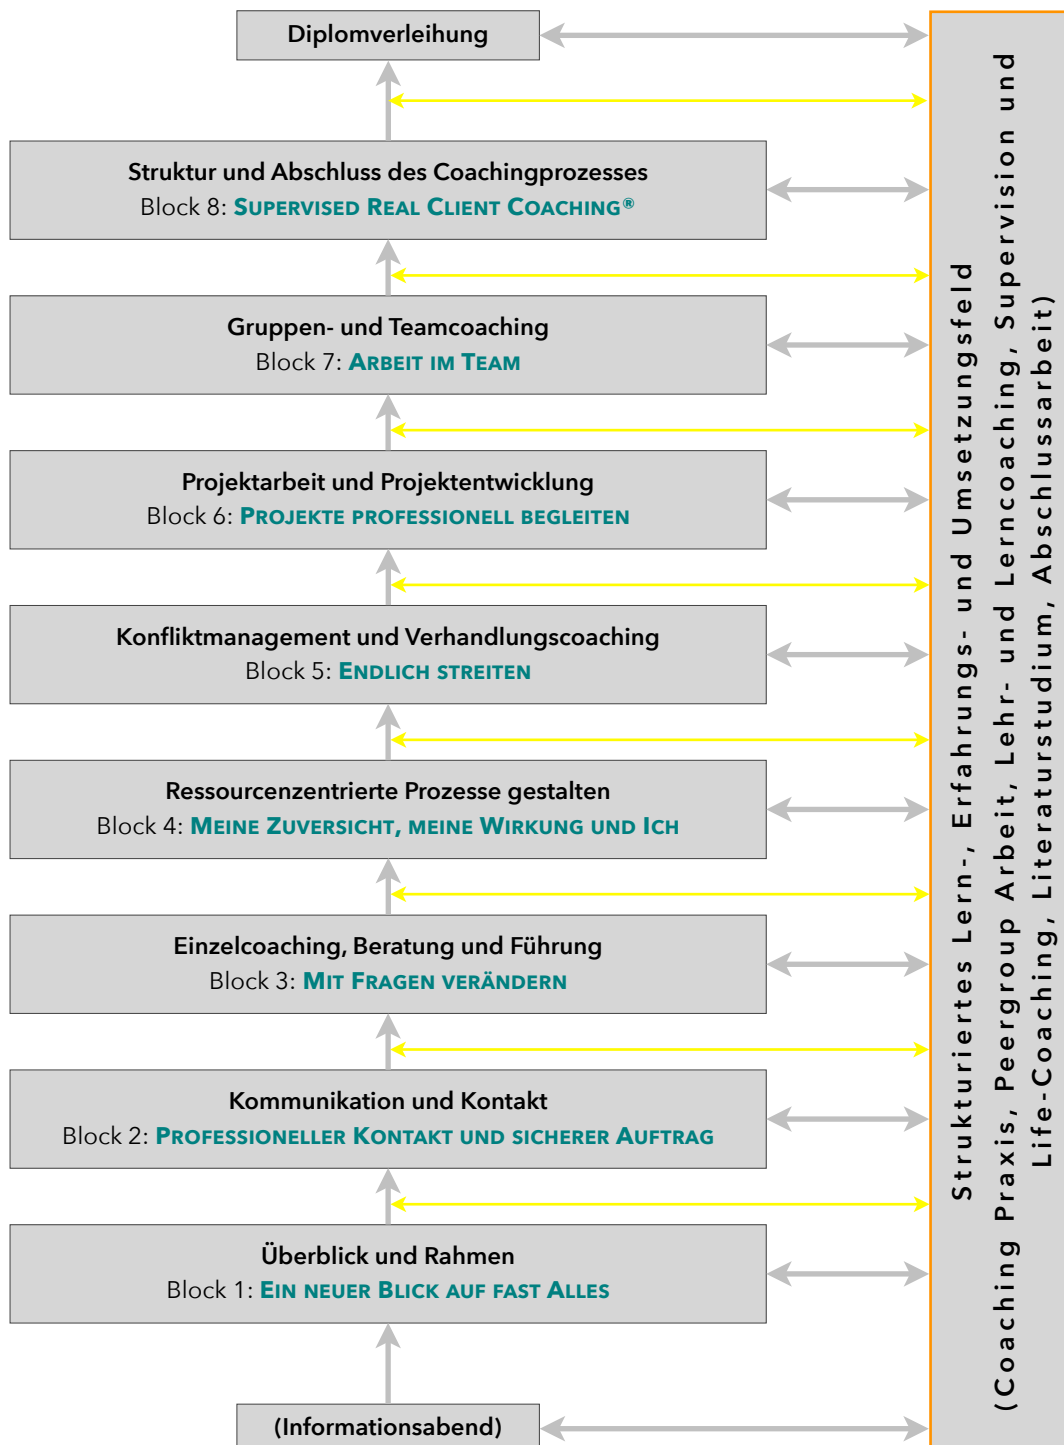 Diplomverleihung
Struktur und Abschluss des Coachingprozesses
Block 8: SUPERVISED REAL CLIENT COACHING®
Gruppen- und Teamcoaching
Block 7: ARBEIT IM TEAM
Projektarbeit und Projektentwicklung
Block 6: PROJEKTE PROFESSIONELL BEGLEITEN
Konfliktmanagement und Verhandlungscoaching
Block 5: ENDLICH STREITEN
Ressourcenzentrierte Prozesse gestalten
Block 4: MEINE ZUVERSICHT, MEINE WIRKUNG UND ICH
Einzelcoaching, Beratung und Führung
Block 3: MIT FRAGEN VERÄNDERN
Kommunikation und Kontakt
Block 2: PROFESSIONELLER KONTAKT UND SICHERER AUFTRAG
Überblick und Rahmen
Block 1: EIN NEUER BLICK AUF FAST ALLES
(Informationsabend)
Strukturiertes Lern-, Erfahrungs- und Umsetzungsfeld
(Coaching Praxis, Peergroup Arbeit, Lehr- und Lerncoaching, Supervision und
Life-Coaching, Literaturstudium, Abschlussarbeit)